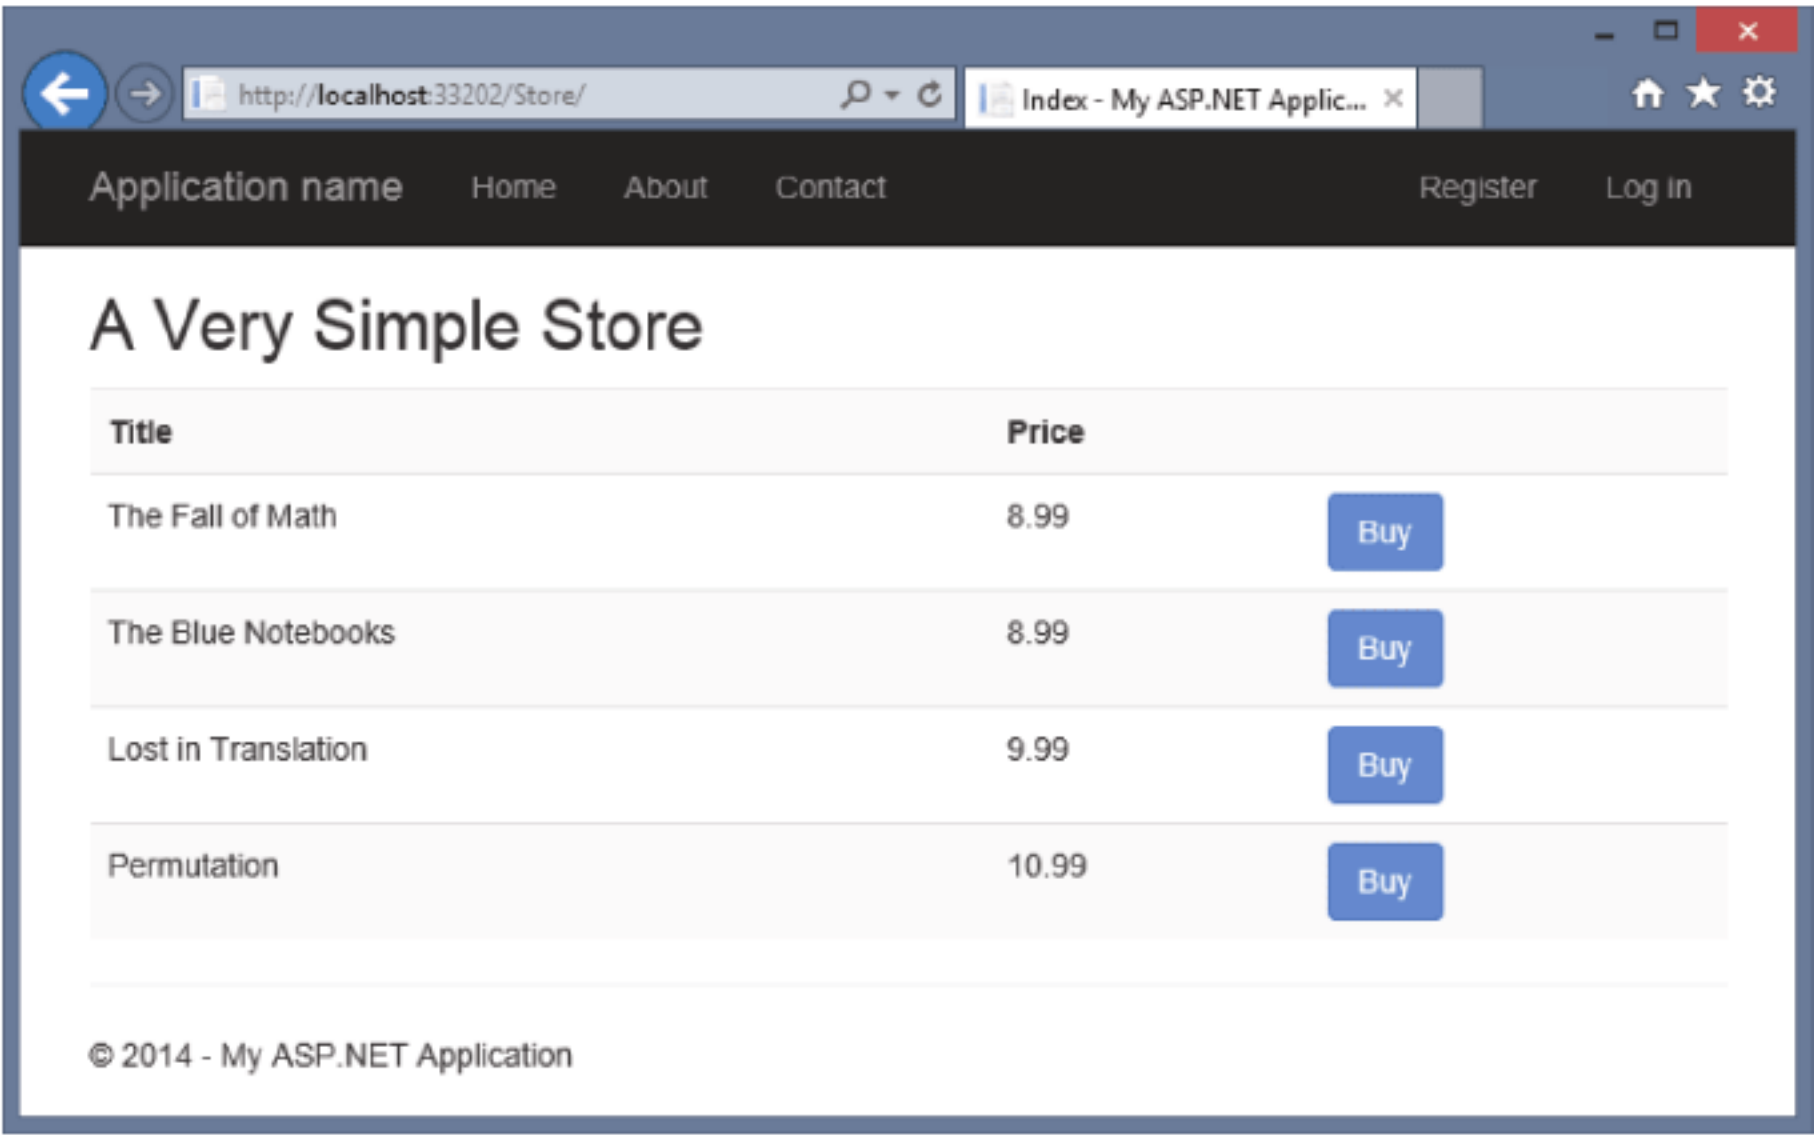 http://localhost:33202/Store/ Index - My ASP.NET Applic...
Application name Home About Contact Register Log in
A Very Simple Store
Title Price
The Fall of Math 8.99 Buy
The Blue Notebooks 8.99 Buy
Lost in Translation 9.99 Buy
Permutation 10.99 Buy
© 2014 - My ASP.NET Application